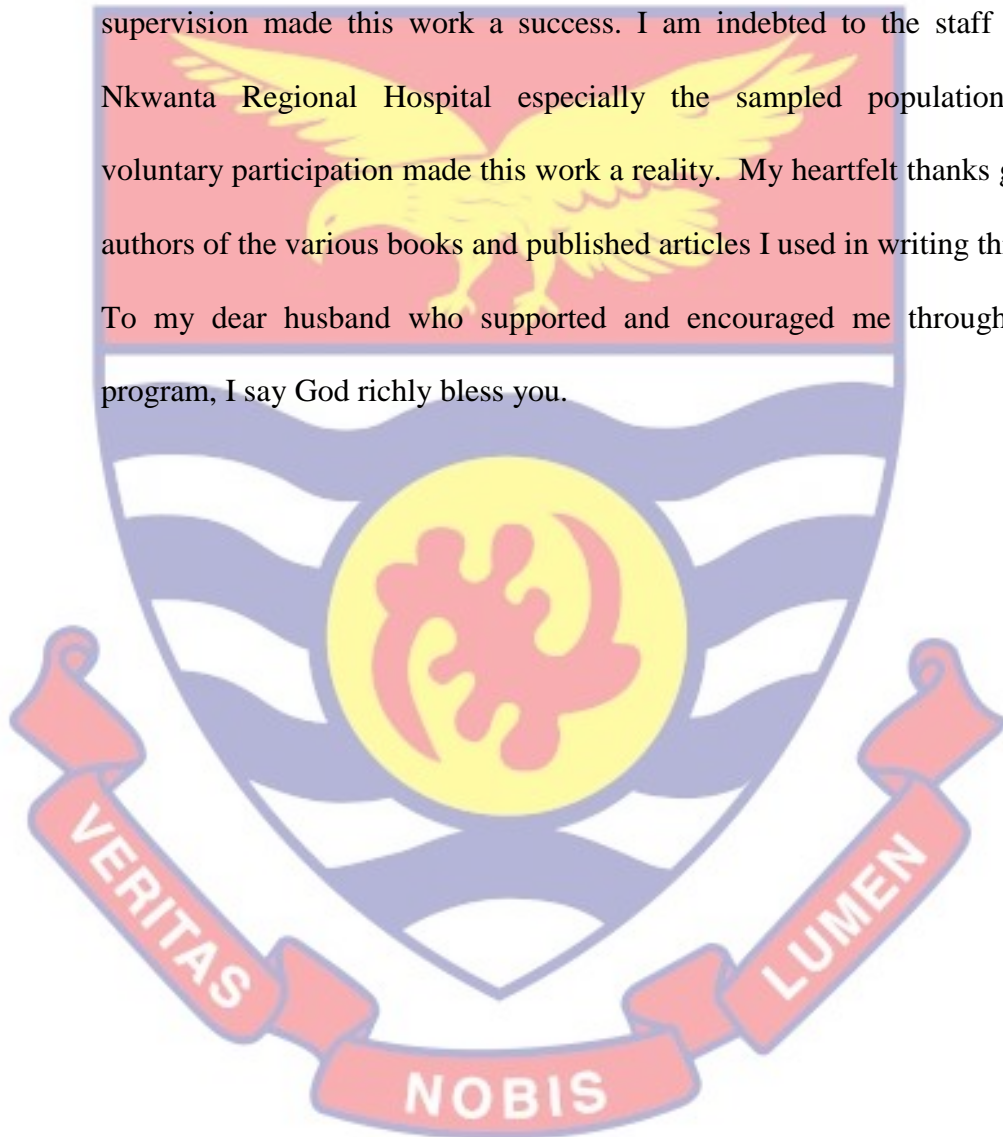 supervision made this work a success. I am indebted to the staff
Nkwanta Regional Hospital especially the sampled population
voluntary participation made this work a reality. My heartfelt thanks
authors of the various books and published articles I used in writing
To my dear husband who supported and encouraged me through
program, I say God richly bless you.
VERITAS
NOBIS
LUMEN